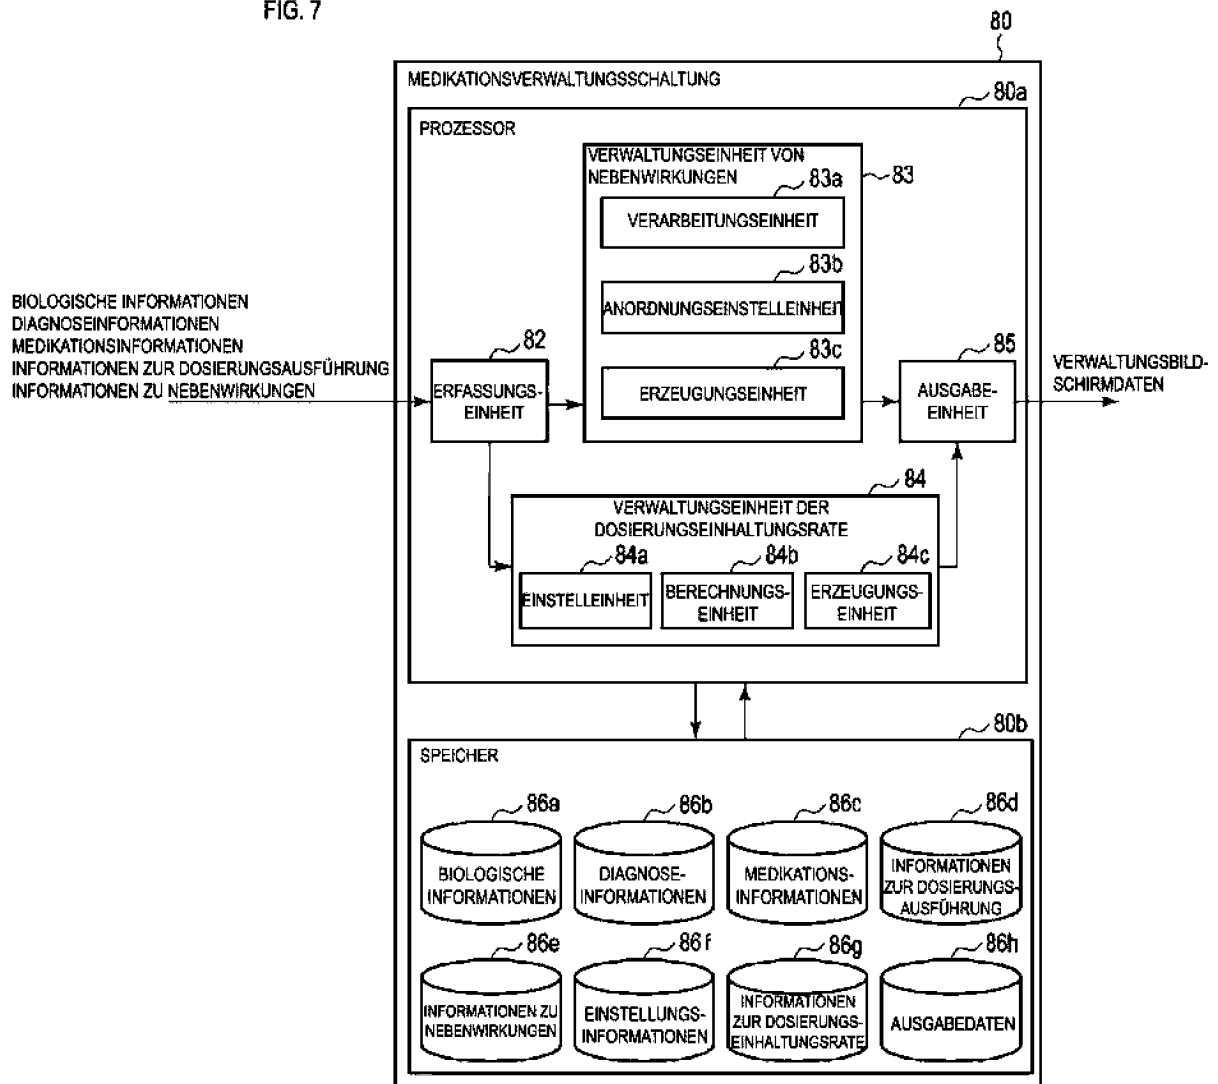 FIG. 7
80
MEDIKATIONSVERWALTUNGSSCHALTUNG
80a
PROZESSOR
VERWALTUNGSEINHEIT VON
NEBENWIRKUNGEN
83
83a
VERARBEITUNGSEINHEIT
83b
ANORDNUNGSEINSTELLEINHEIT
83c
ERZEUGUNGSEINHEIT
BIOLOGISCHE INFORMATIONEN
DIAGNOSEINFORMATIONEN
MEDIKATIONSINFORMATIONEN
INFORMATIONEN ZUR DOSIERUNGSAUSFÜHRUNG
INFORMATIONEN ZU NEBENWIRKUNGEN
82
ERFASSUNGS-
EINHEIT
85
AUSGABE-
EINHEIT
VERWALTUNGSBILD-
SCHIRMDATEN
84
VERWALTUNGSEINHEIT DER
DOSIERUNGSEINHALTUNGSRATE
84a
EINSTELLEINHEIT
84b
BERECHNUNGS-
EINHEIT
84c
ERZEUGUNGS-
EINHEIT
80b
SPEICHER
86a
BIOLOGISCHE
INFORMATIONEN
86b
DIAGNOSE-
INFORMATIONEN
86c
MEDIKATIONS-
INFORMATIONEN
86d
INFORMATIONEN
ZUR DOSIERUNGS-
AUSFÜHRUNG
86e
INFORMATIONEN ZU
NEBENWIRKUNGEN
86f
EINSTELLUNGS-
INFORMATIONEN
86g
INFORMATIONEN
ZUR DOSIERUNGS-
EINHALTUNGSRATE
86h
AUSGABEDATEN